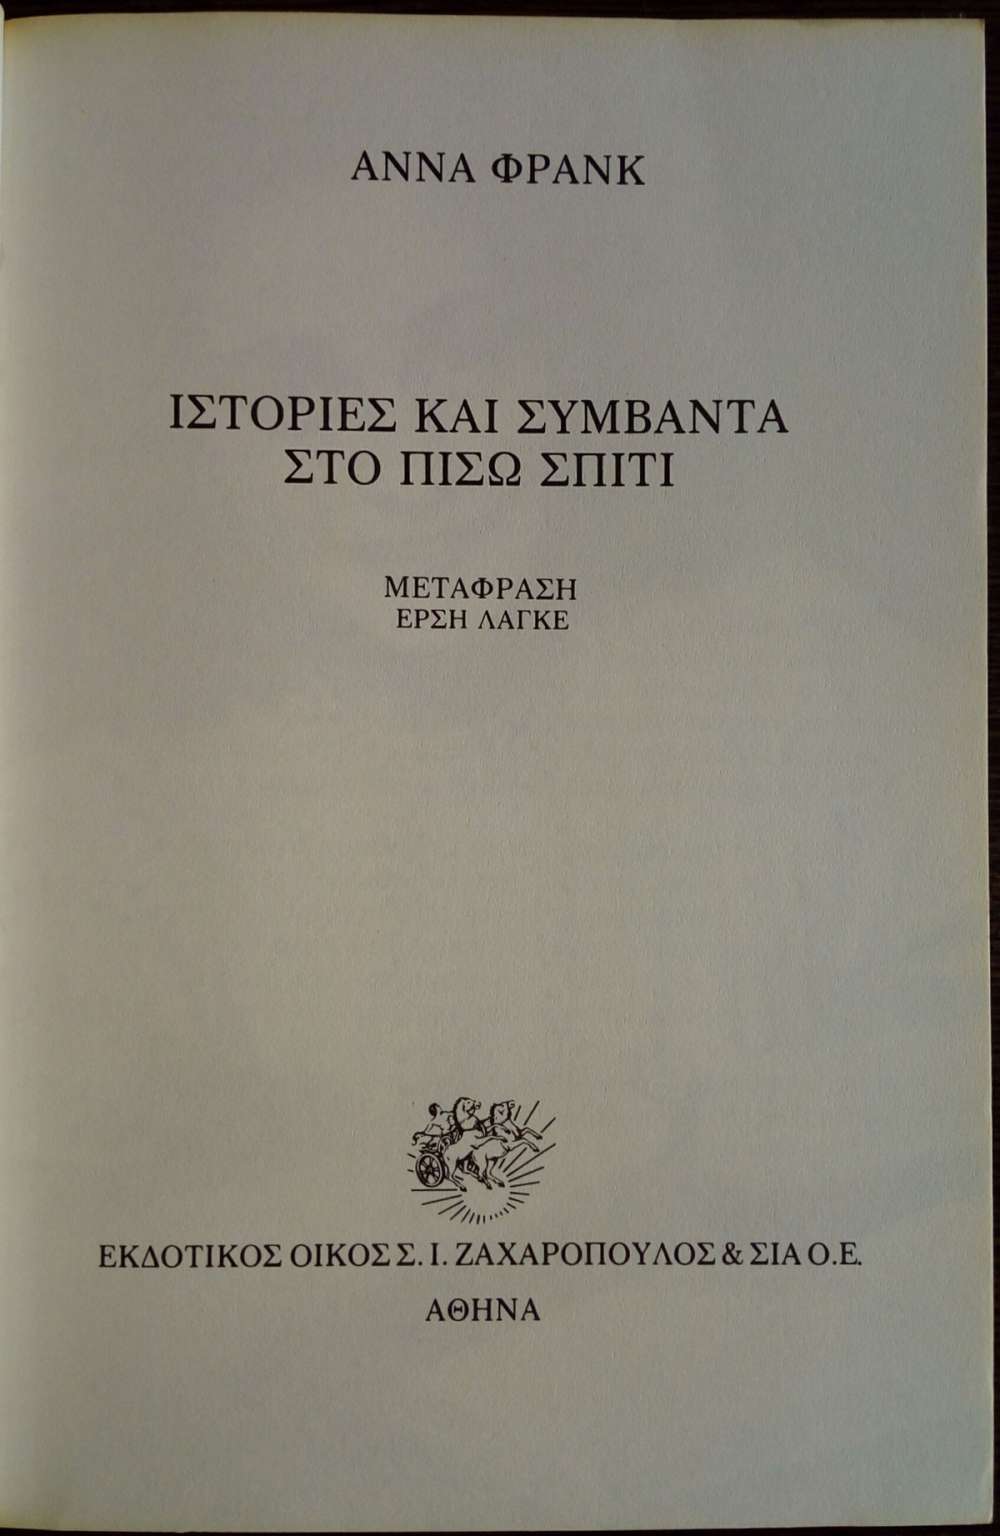 ΑΝΝΑ ΦΡΑΝΚ
ΙΣΤΟΡΙΕΣ ΚΑΙ ΣΥΜΒΑΝΤΑ
ΣΤΟ ΠΙΣΩ ΣΠΙΤΙ
ΜΕΤΑΦΡΑΣΗ
ΕΡΣΗ ΛΑΓΚΕ
ΕΚΔΟΤΙΚΟΣ ΟΙΚΟΣ Σ. Ι. ΖΑΧΑΡΟΠΟΥΛΟΣ & ΣΙΑ Ο.Ε.
ΑΘΗΝΑ